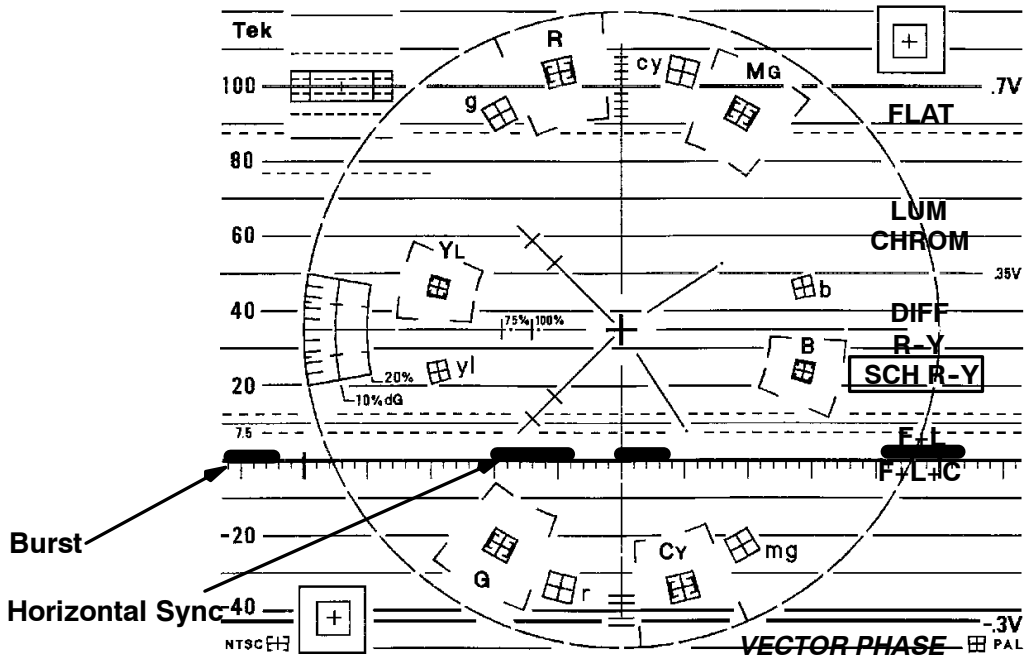 Tek
R
cy
MG
g
100
.7V
FLAT
80
LUM
60
CHROM
YL
.35V
b
40
DIFF
75% 100%
R-Y
B
yl
SCH R-Y
20%
20
10% dG
7.5
F+L
F+L+C
-20
Burst
CY
mg
G
r
Horizontal Sync
-40
-.3V
NTSC
VECTOR PHASE
PAL